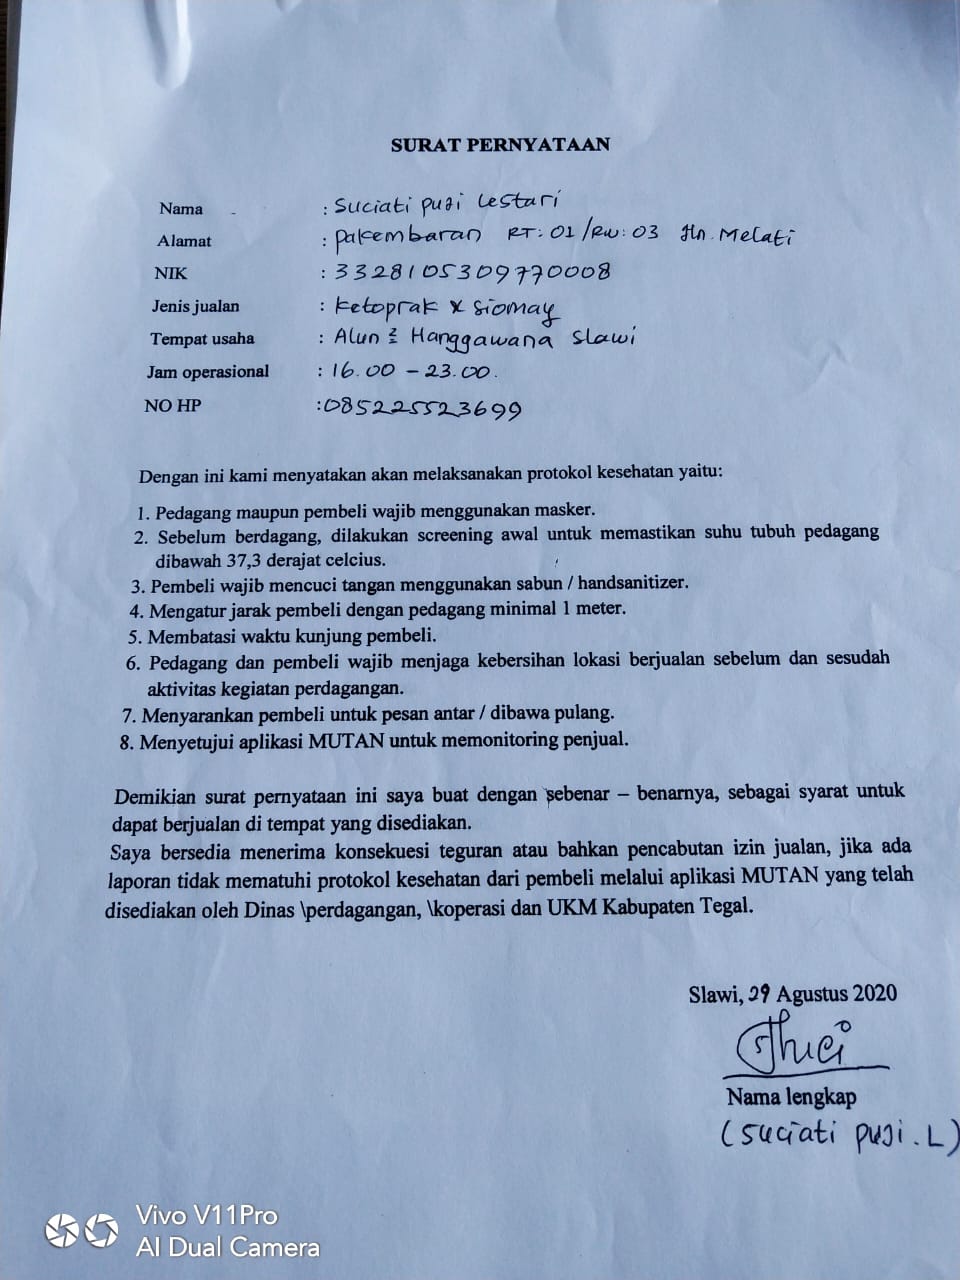 SURAT PERNYATAAN
Nama : Suciati puji Lestari
Alamat : pakembaran RT: 01 /RW: 03 Jln. Melati
NIK : 3328105309770008
Jenis jualan : Ketoprak & Siomay
Tempat usaha : Alun ² Hanggawana Slawi
Jam operasional : 16.00 - 23.00.
NO HP : 085225523699
Dengan ini kami menyatakan akan melaksanakan protokol kesehatan yaitu:
1. Pedagang maupun pembeli wajib menggunakan masker.
2. Sebelum berdagang, dilakukan screening awal untuk memastikan suhu tubuh pedagang
dibawah 37,3 derajat celcius.
3. Pembeli wajib mencuci tangan menggunakan sabun / handsanitizer.
4. Mengatur jarak pembeli dengan pedagang minimal 1 meter.
5. Membatasi waktu kunjung pembeli.
6. Pedagang dan pembeli wajib menjaga kebersihan lokasi berjualan sebelum dan sesudah
aktivitas kegiatan perdagangan.
7. Menyarankan pembeli untuk pesan antar / dibawa pulang.
8. Menyetujui aplikasi MUTAN untuk memonitoring penjual.
Demikian surat pernyataan ini saya buat dengan sebenar – benarnya, sebagai syarat untuk
dapat berjualan di tempat yang disediakan.
Saya bersedia menerima konsekuesi teguran atau bahkan pencabutan izin jualan, jika ada
laporan tidak mematuhi protokol kesehatan dari pembeli melalui aplikasi MUTAN yang telah
disediakan oleh Dinas \perdagangan, \koperasi dan UKM Kabupaten Tegal.
Slawi, 29 Agustus 2020
Nama lengkap
(Suciati puji. L)
Vivo V11Pro
AI Dual Camera